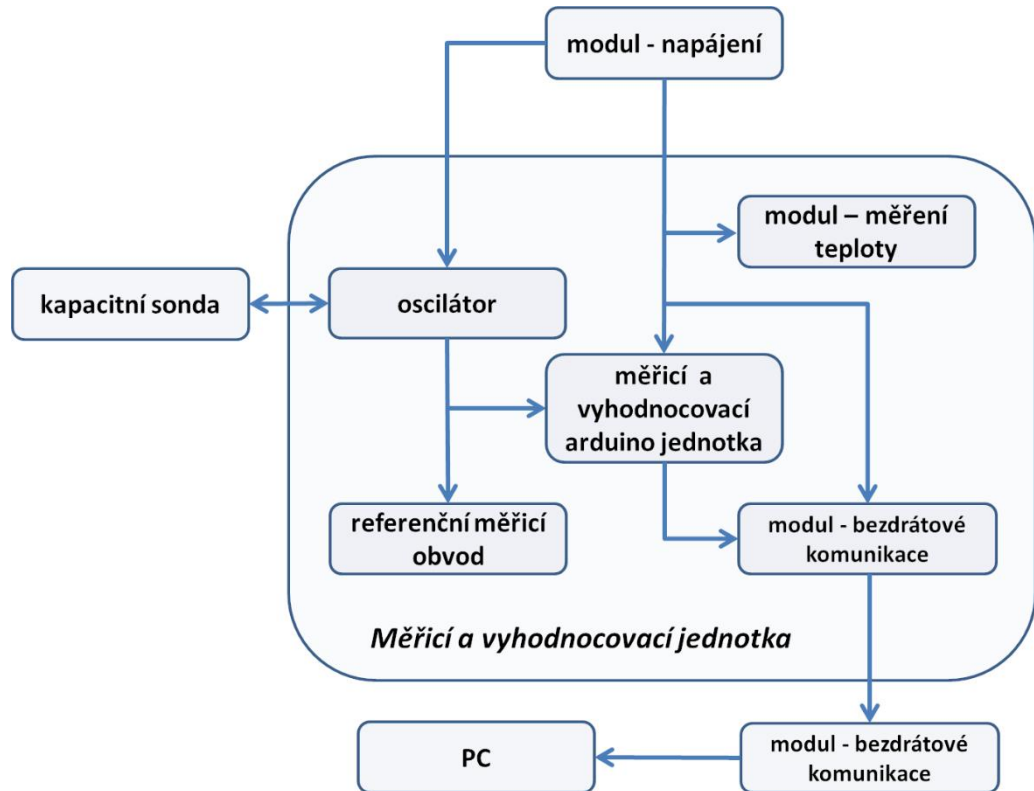 modul - napájení
modul – měření
teploty
kapacitní sonda
oscilátor
měřicí a
vyhodnocovací
arduino jednotka
referenční měřicí
obvod
modul - bezdrátové
komunikace
Měřicí a vyhodnocovací jednotka
PC
modul - bezdrátové
komunikace